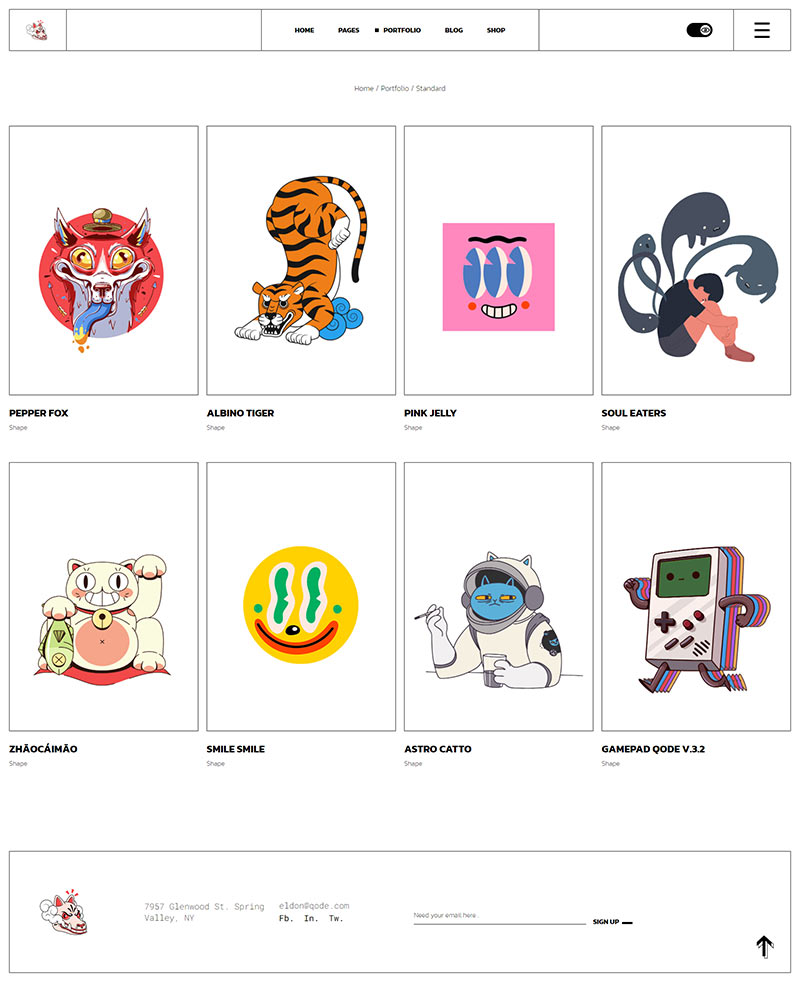 HOME PAGES PORTFOLIO BLOG SHOP
Home / Portfolio / Standard
PEPPER FOX
Shape
ALBINO TIGER
Shape
PINK JELLY
Shape
SOUL EATERS
Shape
ZHĀOCÁIMĀO
Shape
SMILE SMILE
Shape
ASTRO CATTO
Shape
GAMEPAD QODE V.3.2
Shape
7957 Glenwood St. Spring
Valley, NY
eldon@qode.com
Fb. In. Tw.
Need your email here.
SIGN UP